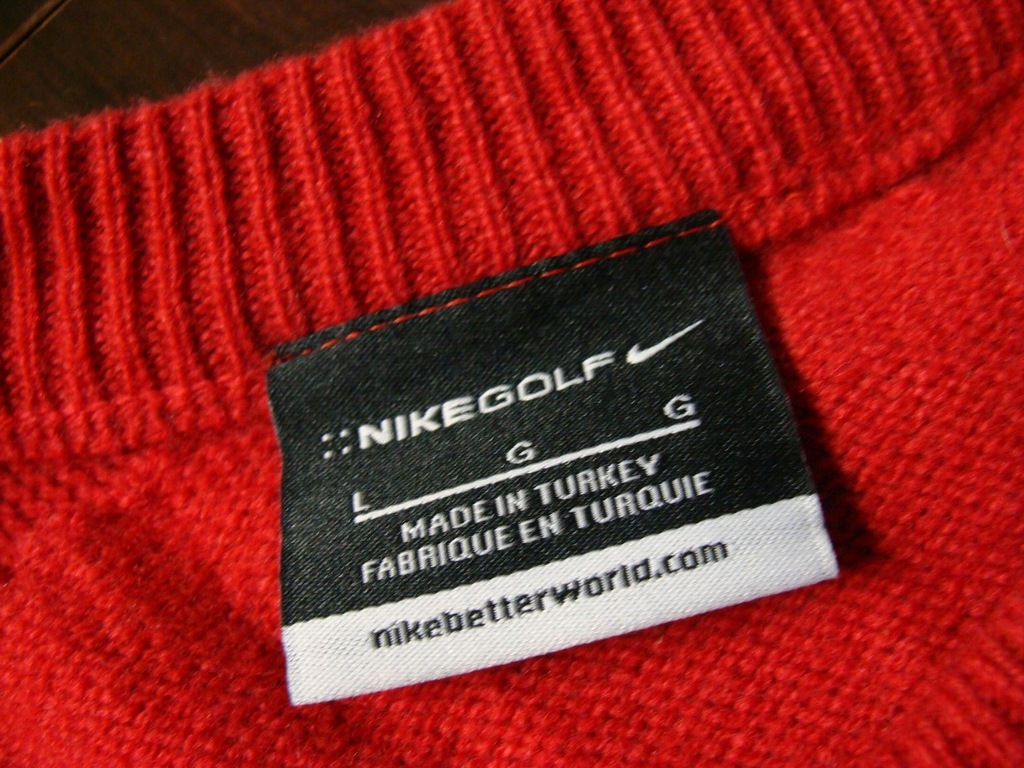 NIKEGOLF
L G G
MADE IN TURKEY
FABRIQUE EN TURQUIE
nikebetterworld.com